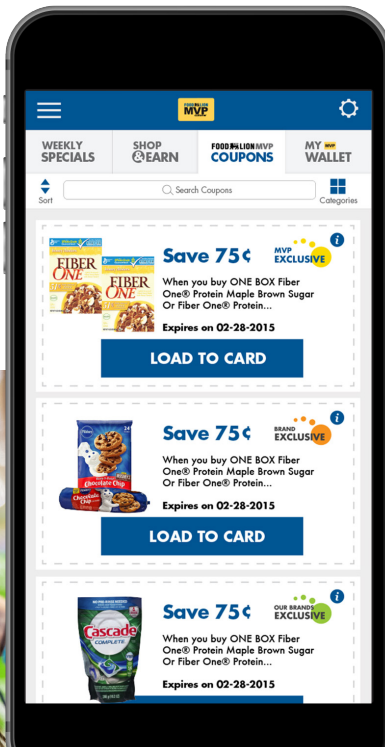 FOOD LION
MVP
WEEKLY
SPECIALS
SHOP
& EARN
FOOD LION MVP
COUPONS
MY MVP
WALLET
Sort
Search Coupons
Categories
FIBER
ONE
FIBER
ONE
Save 75¢
MVP
EXCLUSIVE
i
When you buy ONE BOX Fiber
One® Protein Maple Brown Sugar
Or Fiber One® Protein...
Expires on 02-28-2015
LOAD TO CARD
Pillsbury
Chocolate Chip
Chocolate
Chip
Save 75¢
BRAND
EXCLUSIVE
i
When you buy ONE BOX Fiber
One® Protein Maple Brown Sugar
Or Fiber One® Protein...
Expires on 02-28-2015
LOAD TO CARD
Cascade
COMPLETE
Save 75¢
OUR BRANDS
EXCLUSIVE
i
When you buy ONE BOX Fiber
One® Protein Maple Brown Sugar
Or Fiber One® Protein...
Expires on 02-28-2015